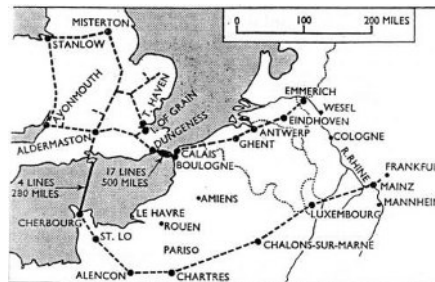 MISTERTON
0 100 200 MILES
STANLOW
AVONMOUTH
T. HAVEN
OF GRAIN
DUNGENESS
ALDERMASTON
EMMERICH
WESEL
EINDHOVEN
COLOGNE
ANTWERP
GHENT
CALAIS
BOULOGNE
17 LINES
500 MILES
4 LINES
280 MILES
R. RHINE
FRANKFURT
MAINZ
MANNHEIM
AMIENS
LE HAVRE
ROUEN
LUXEMBOURG
CHERBOURG
ST. LO
PARISO
CHALONS-SUR-MARNE
ALENCON
CHARTRES